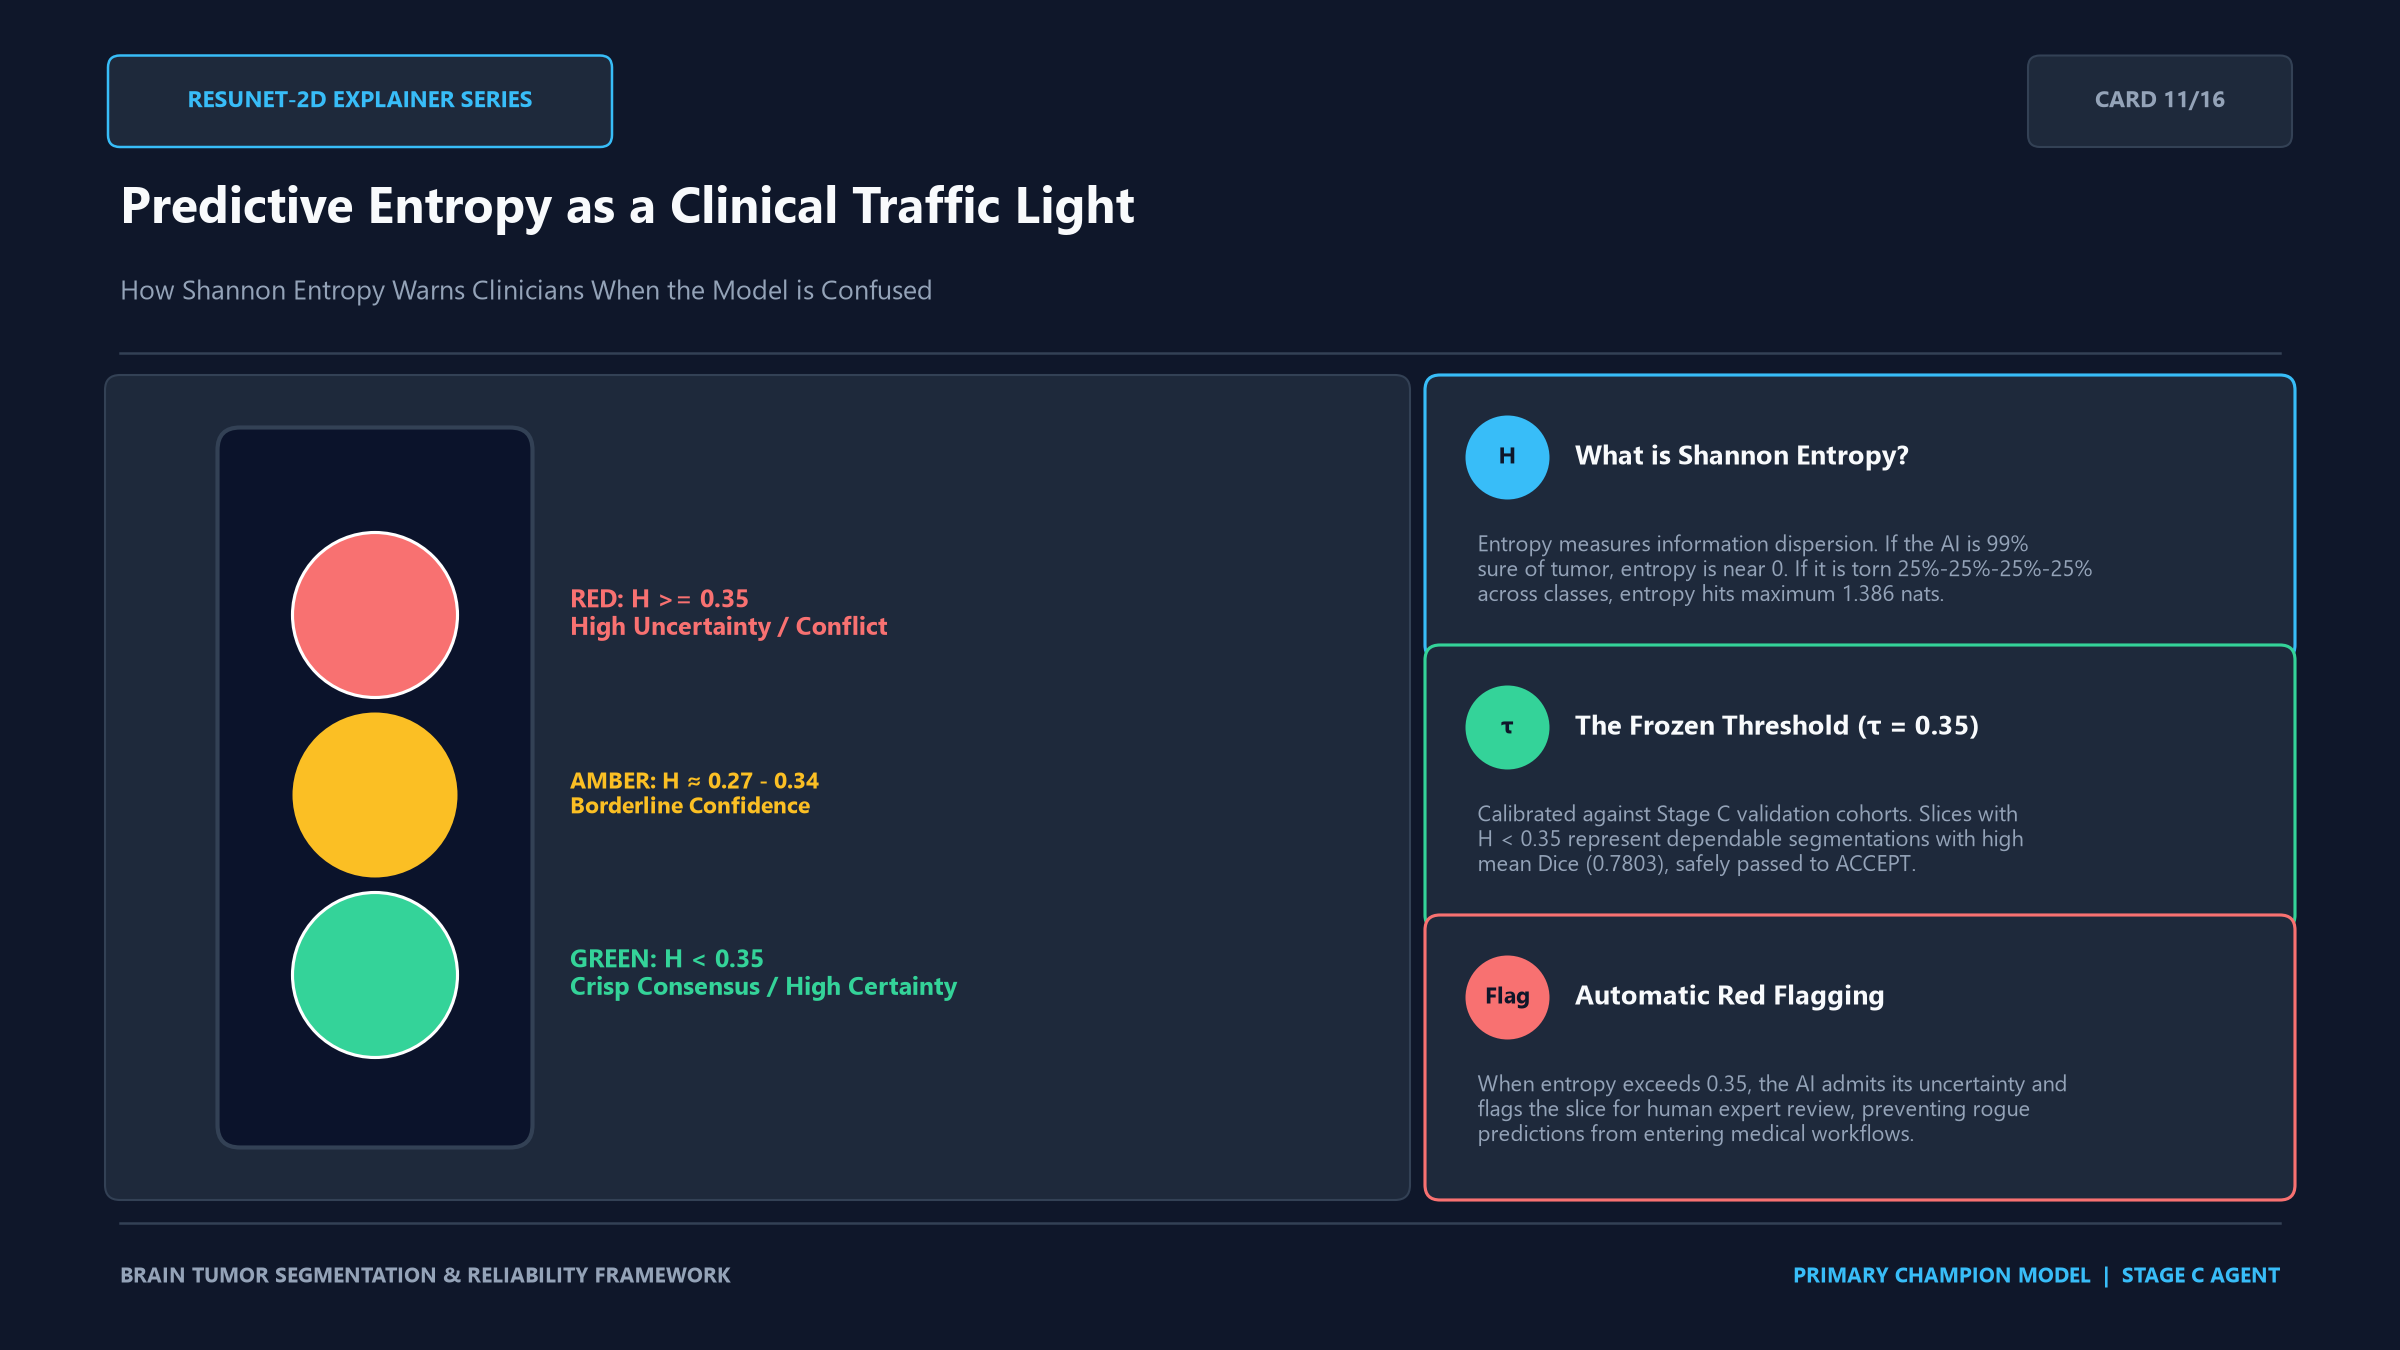 RESUNET-2D EXPLAINER SERIES
CARD 11/16
Predictive Entropy as a Clinical Traffic Light
How Shannon Entropy Warns Clinicians When the Model is Confused
RED: H >= 0.35
High Uncertainty / Conflict
AMBER: H ≈ 0.27 - 0.34
Borderline Confidence
GREEN: H < 0.35
Crisp Consensus / High Certainty
H
What is Shannon Entropy?
Entropy measures information dispersion. If the AI is 99%
sure of tumor, entropy is near 0. If it is torn 25%-25%-25%-25%
across classes, entropy hits maximum 1.386 nats.
τ
The Frozen Threshold (τ = 0.35)
Calibrated against Stage C validation cohorts. Slices with
H < 0.35 represent dependable segmentations with high
mean Dice (0.7803), safely passed to ACCEPT.
Flag
Automatic Red Flagging
When entropy exceeds 0.35, the AI admits its uncertainty and
flags the slice for human expert review, preventing rogue
predictions from entering medical workflows.
BRAIN TUMOR SEGMENTATION & RELIABILITY FRAMEWORK
PRIMARY CHAMPION MODEL | STAGE C AGENT